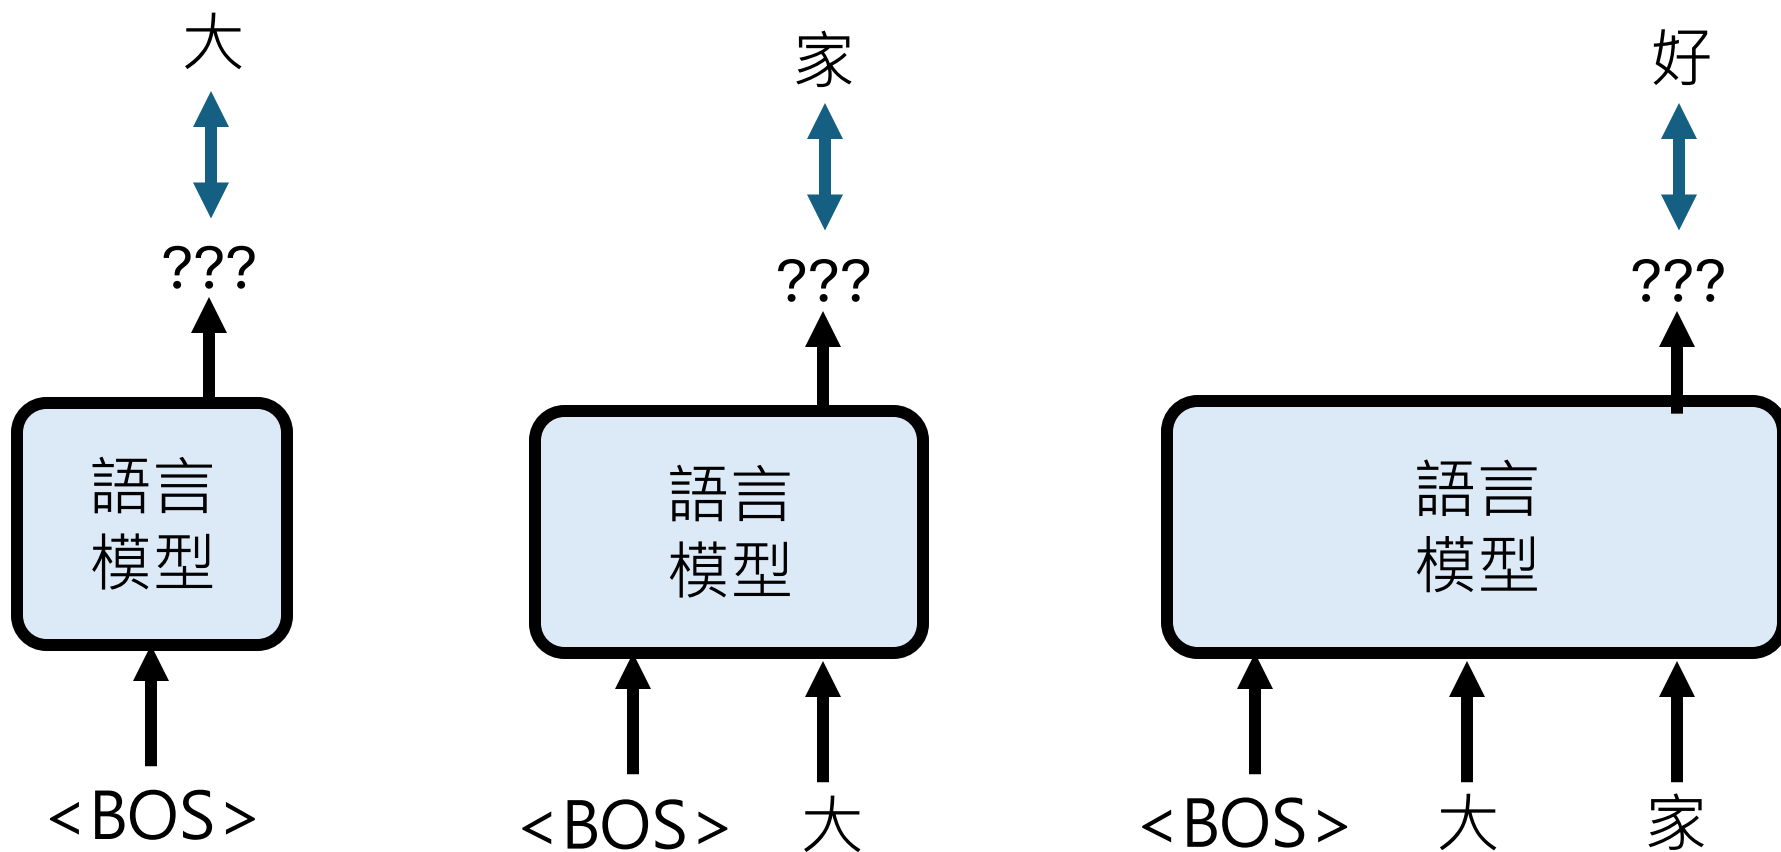 大
家
好
???
???
???
語言
模型
語言
模型
語言
模型
<BOS>
<BOS> 大
<BOS> 大 家